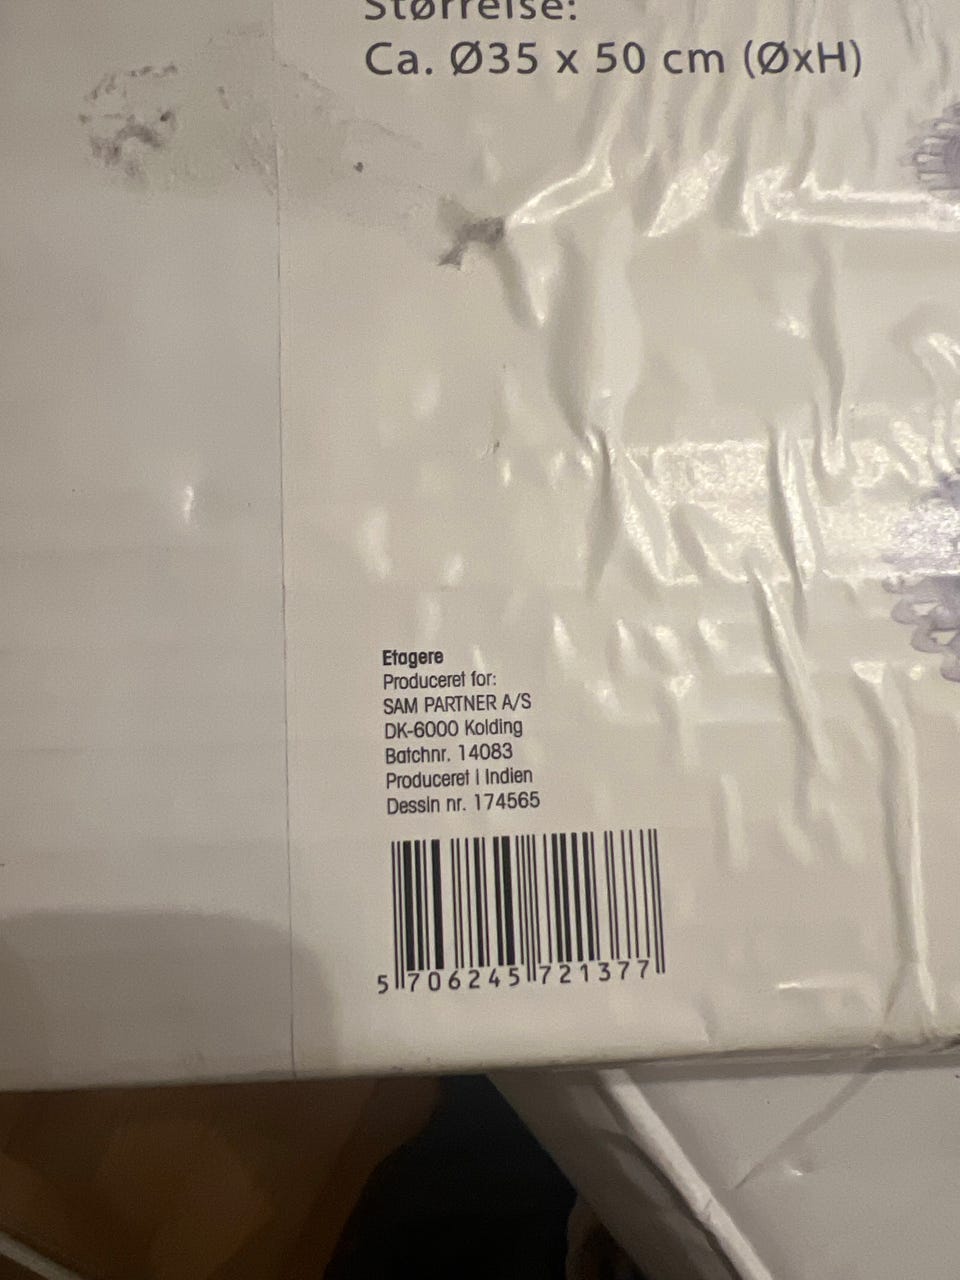 Størrelse:
Ca. Ø35 x 50 cm (ØxH)
Etagere
Produceret for:
SAM PARTNER A/S
DK-6000 Kolding
Batchnr. 14083
Produceret i Indien
Dessin nr. 174565
5 706245 721377